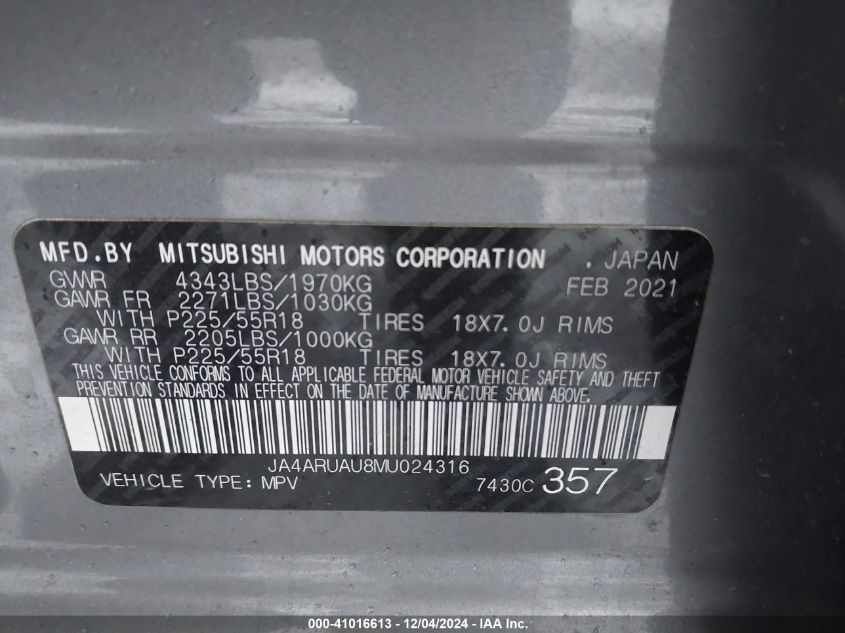 MFD.BY MITSUBISHI MOTORS CORPORATION . JAPAN
GVWR 4343LBS/1970KG FEB 2021
GAWR FR 2271LBS/1030KG
WITH P225/55R18 TIRES 18X7.0J RIMS
GAWR RR 2205LBS/1000KG
WITH P225/55R18 TIRES 18X7.0J RIMS
THIS VEHICLE CONFORMS TO ALL APPLICABLE FEDERAL MOTOR VEHICLE SAFETY AND THEFT
PREVENTION STANDARDS IN EFFECT ON THE DATE OF MANUFACTURE SHOWN ABOVE.
JA4ARUAU8MU024316
VEHICLE TYPE: MPV 7430C 357
000-41016613 - 12/04/2024 - IAA Inc.